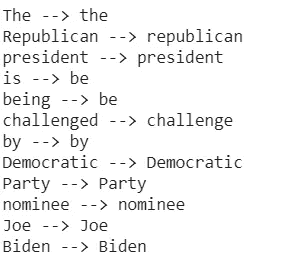 The --> the
Republican --> republican
president --> president
is --> be
being --> be
challenged --> challenge
by --> by
Democratic --> Democratic
Party --> Party
nominee --> nominee
Joe --> Joe
Biden --> Biden